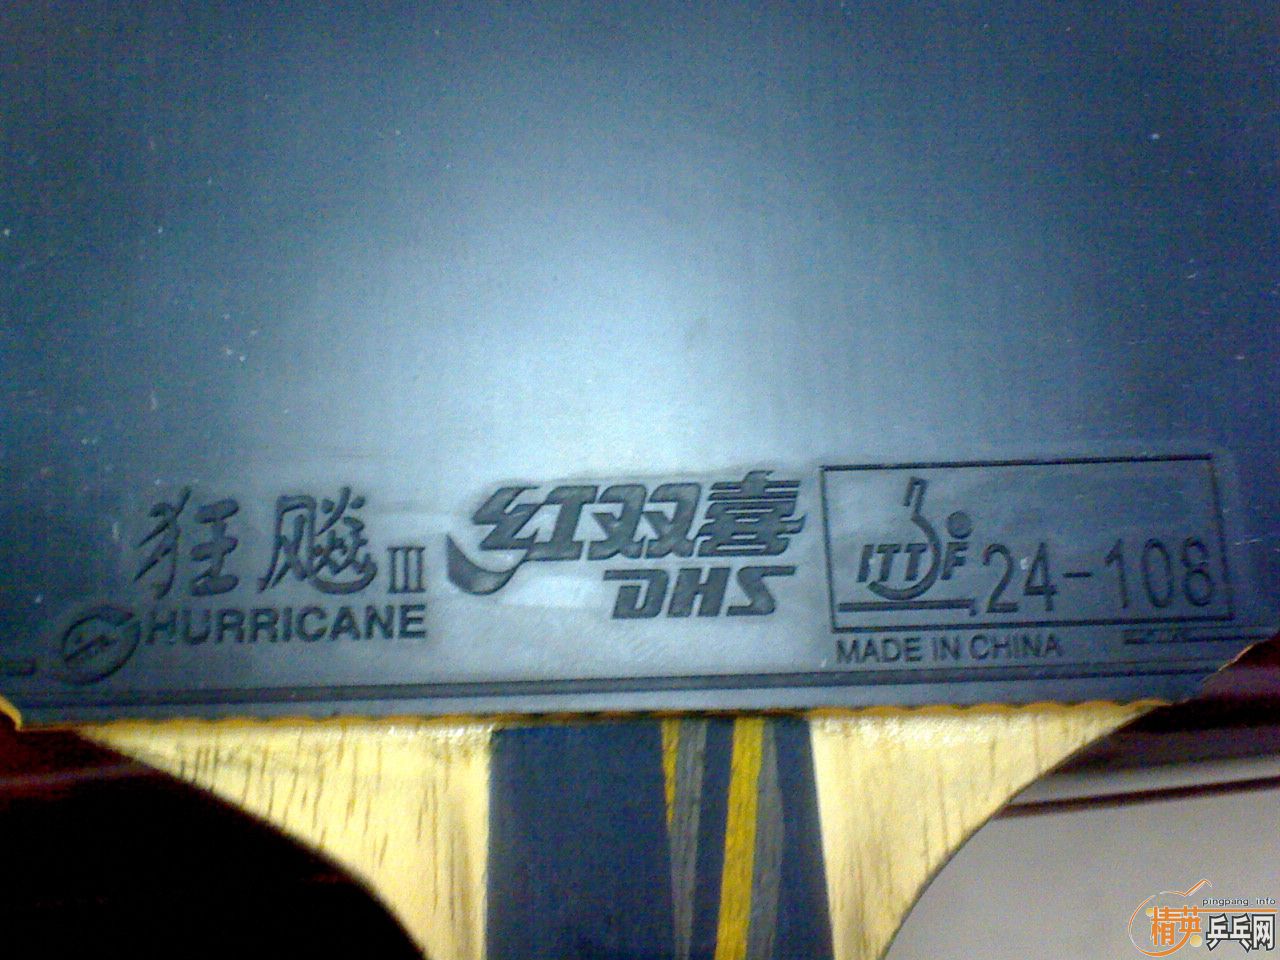 狂飚III
HURRICANE
红双喜
DHS
ITTF 24-108
MADE IN CHINA
pingpang.info
精英乒乓网